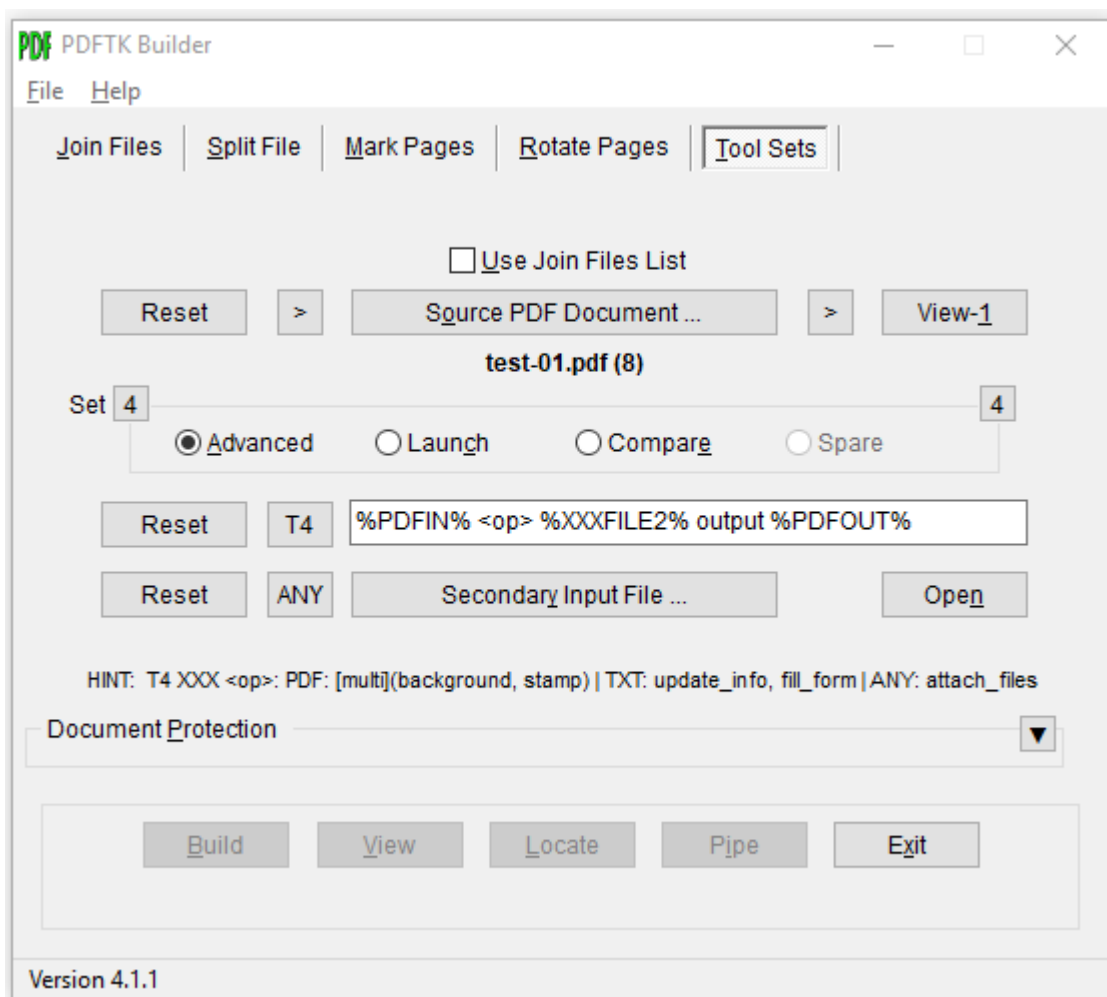 PDF PDFTK Builder
File Help
Join Files Split File Mark Pages Rotate Pages Tool Sets
Use Join Files List
Reset > Source PDF Document ... > View-1
test-01.pdf (8)
Set 4 4
Advanced Launch Compare Spare
Reset T4 %PDFIN% <op> %XXXFILE2% output %PDFOUT%
Reset ANY Secondary Input File ... Open
HINT: T4 XXX <op>: PDF: [multi](background, stamp) | TXT: update_info, fill_form | ANY: attach_files
Document Protection ▼
Build View Locate Pipe Exit
Version 4.1.1